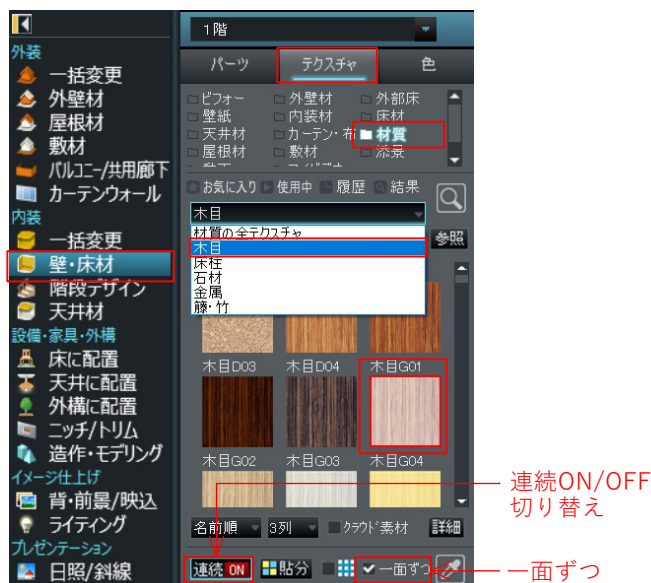 外装
一括変更
外壁材
屋根材
敷材
バルコニー/共用廊下
カーテンウォール
内装
一括変更
壁・床材
階段デザイン
天井材
設備・家具・外構
床に配置
天井に配置
外構に配置
ニッチ/トリム
造作・モデリング
イメージ仕上げ
背・前景/映込
ライティング
プレゼンテーション
日照/斜線
1階
パーツ テクスチャ 色
ビフォー 外壁材 外部床
壁紙 内装材 床材
天井材 カーテン・布 材質
屋根材 敷材 添景
お気に入り 使用中 履歴 結果
木目
材質の全テクスチャ
参照
木目
床柱
石材
金属
籐・竹
木目D03 木目D04 木目G01
木目G02 木目G03 木目G04
名前順 3列 クラウド素材 詳細
連続 ON 貼分 一面ずつ
連続ON/OFF
切り替え
一面ずつ